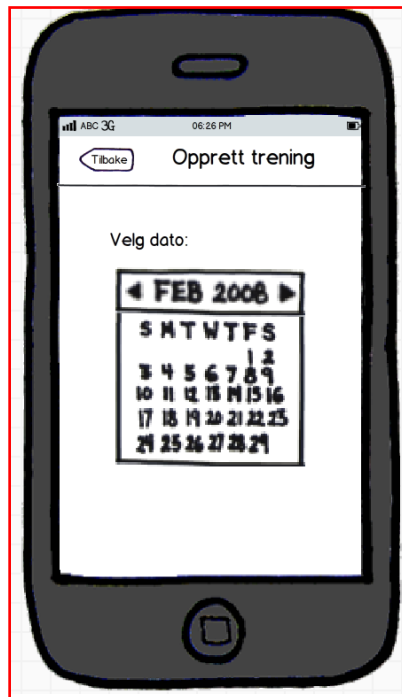 ABC 3G 06:26 PM
Tilbake Opprett trening
Velg dato:
FEB 2008
S M T W T F S
1 2
3 4 5 6 7 8 9
10 11 12 13 14 15 16
17 18 19 20 21 22 23
24 25 26 27 28 29